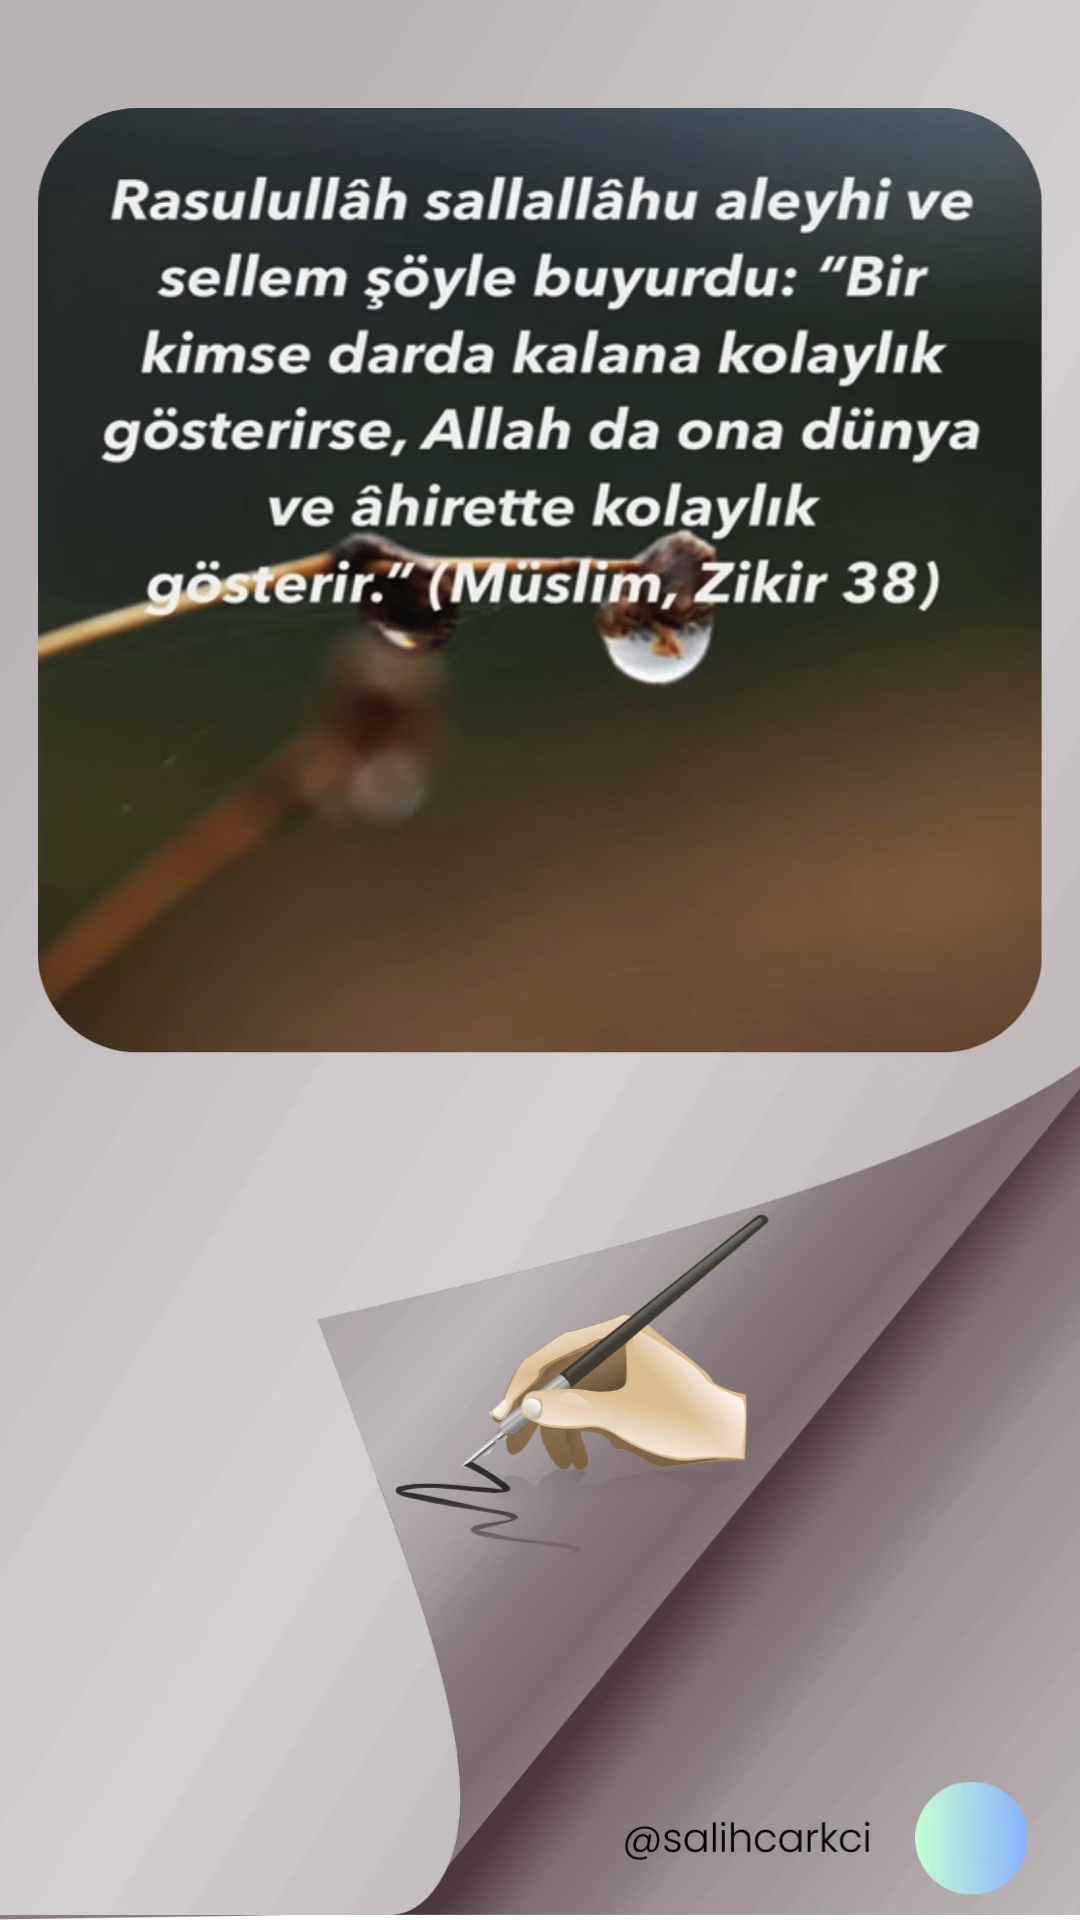 Rasulullâh sallallâhu aleyhi ve
sellem şöyle buyurdu: “Bir
kimse darda kalana kolaylık
gösterirse, Allah da ona dünya
ve âhirette kolaylık
gösterir.” (Müslim, Zikir 38)
@salihcarkci